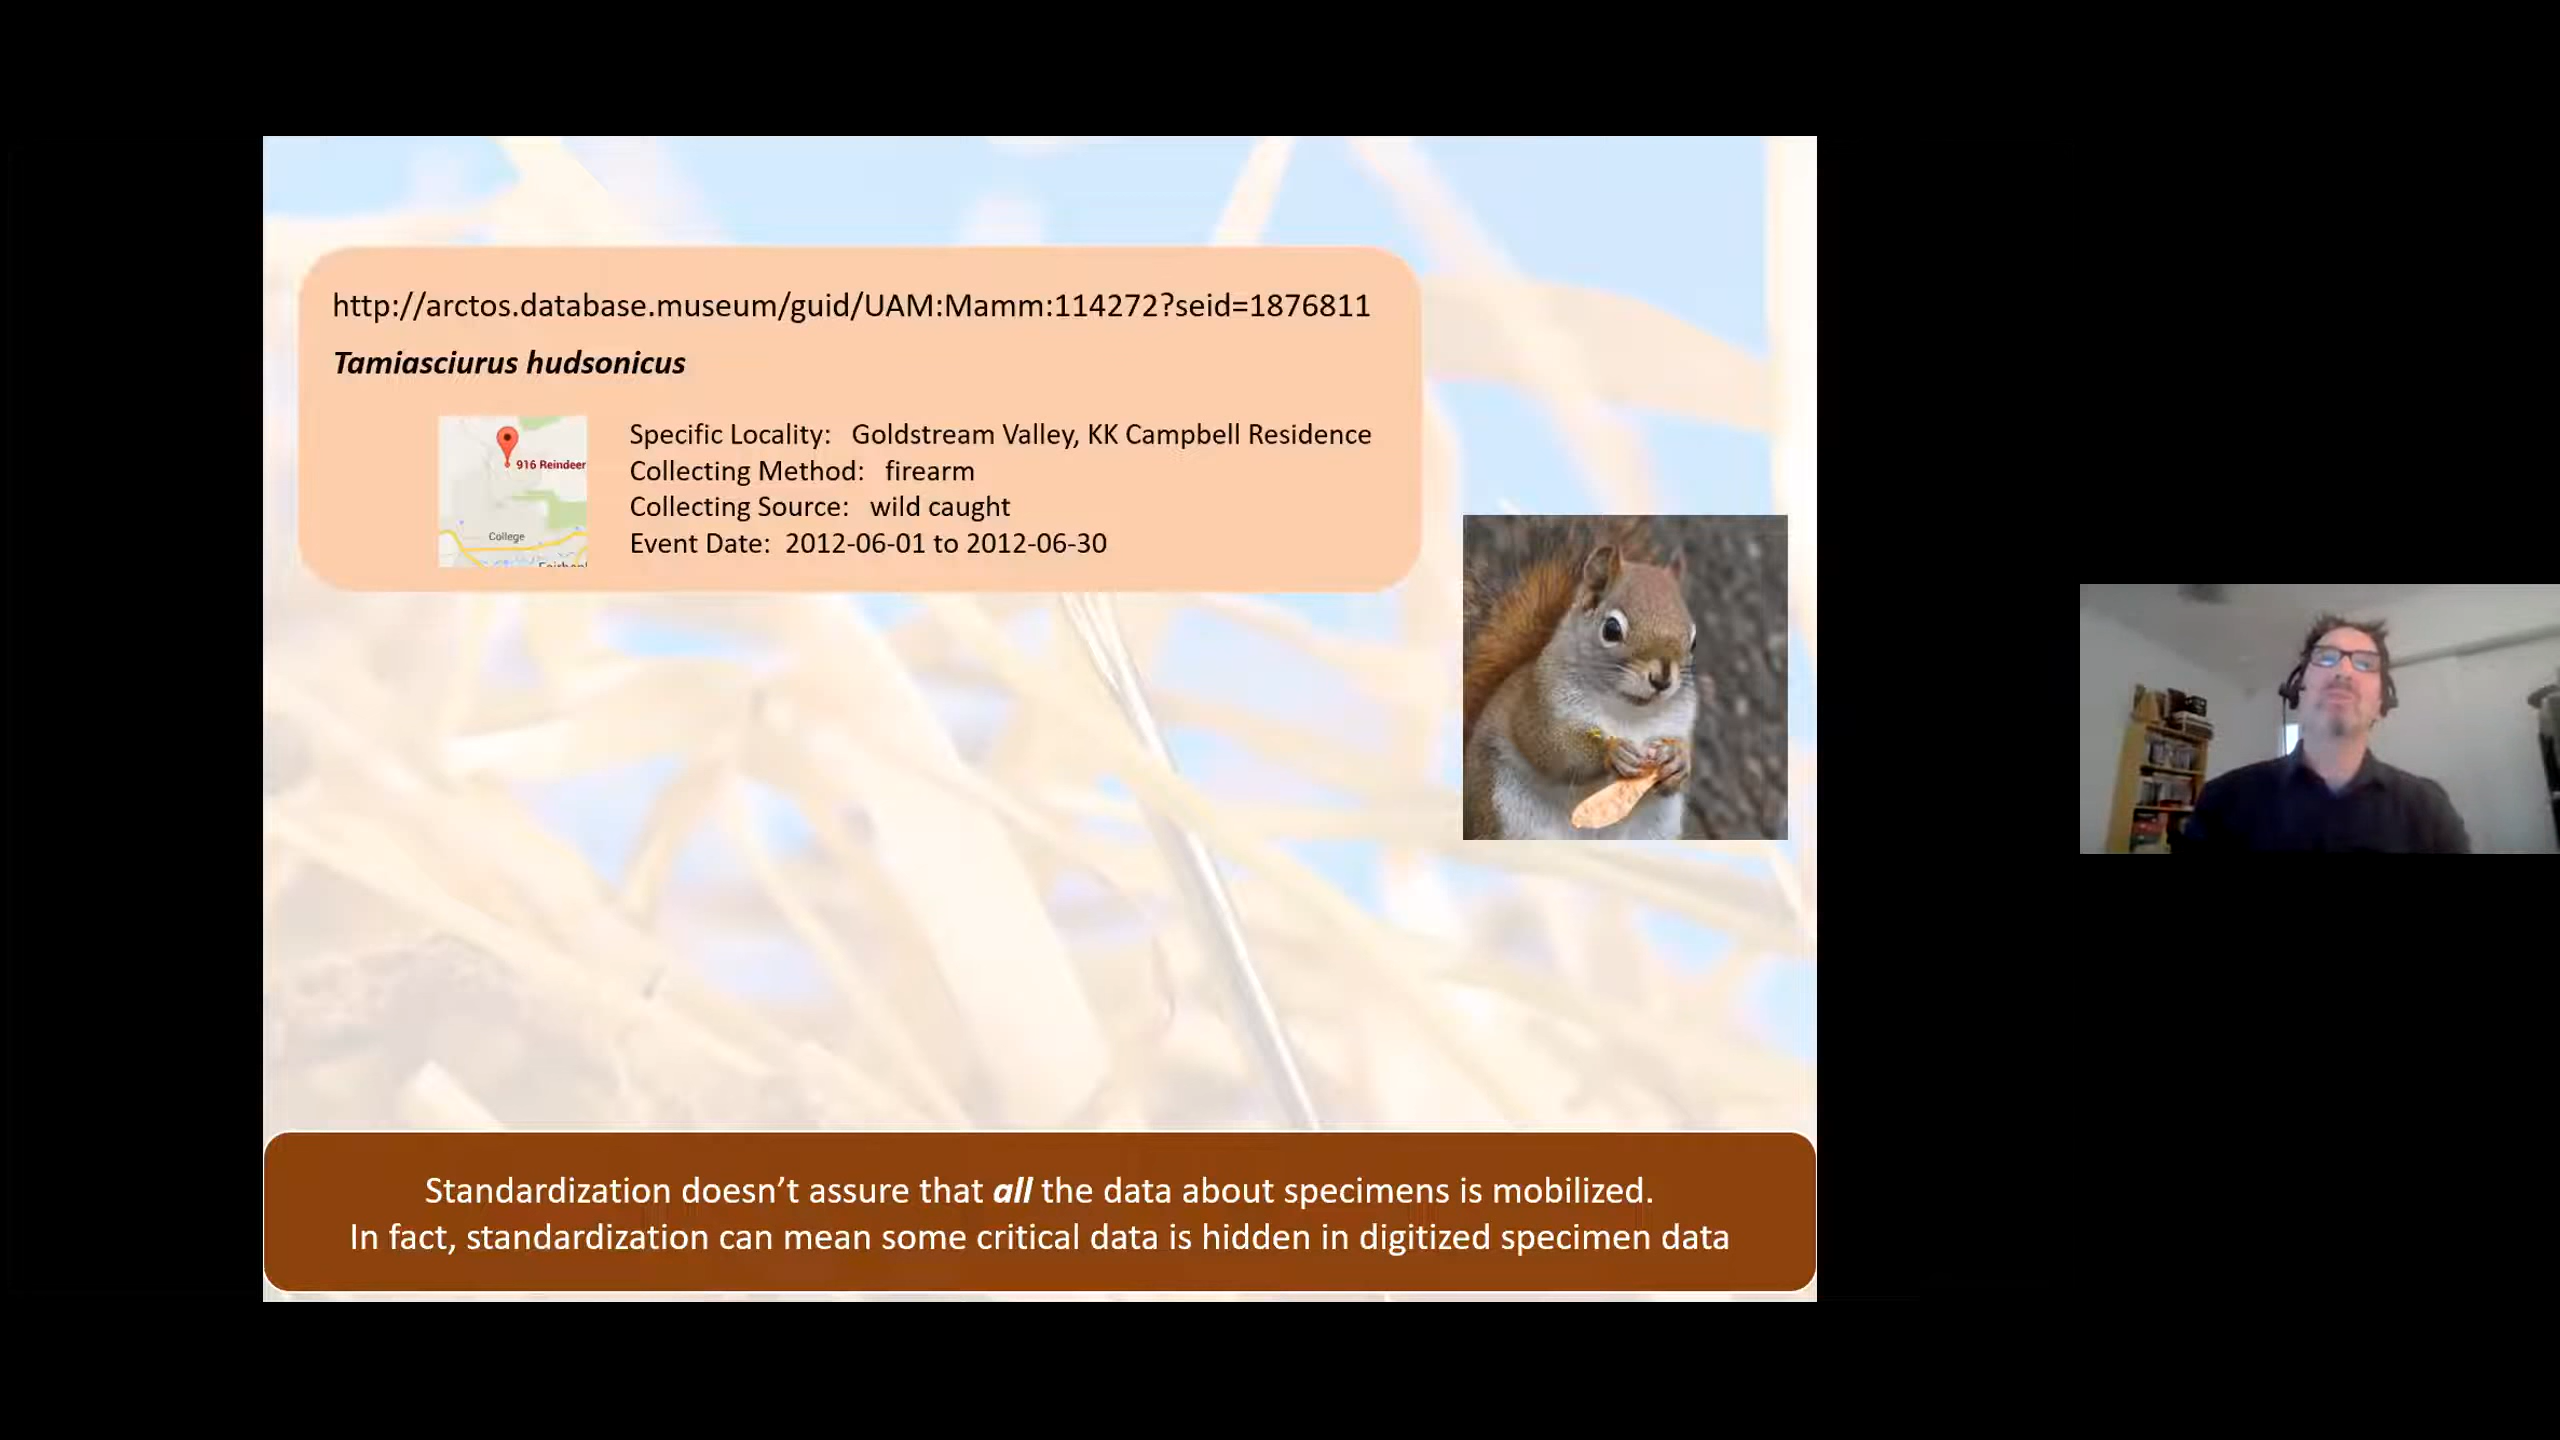 http://arctos.database.museum/guid/UAM:Mamm:114272?seid=1876811
Tamiasciurus hudsonicus
916 Reindeer
College
Specific Locality: Goldstream Valley, KK Campbell Residence
Collecting Method: firearm
Collecting Source: wild caught
Event Date: 2012-06-01 to 2012-06-30
Standardization doesn’t assure that all the data about specimens is mobilized.
In fact, standardization can mean some critical data is hidden in digitized specimen data